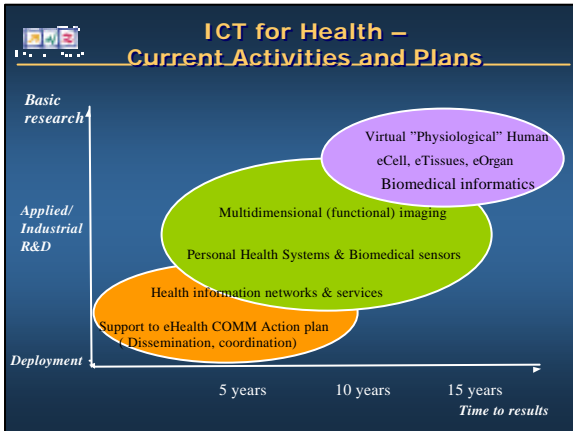 ICT for Health –
Current Activities and Plans
Basic
research
Virtual ”Physiological” Human
eCell, eTissues, eOrgan
Biomedical informatics
Applied/
Industrial
R&D
Multidimensional (functional) imaging
Personal Health Systems & Biomedical sensors
Health information networks & services
Support to eHealth COMM Action plan
( Dissemination, coordination)
Deployment
5 years 10 years 15 years
Time to results